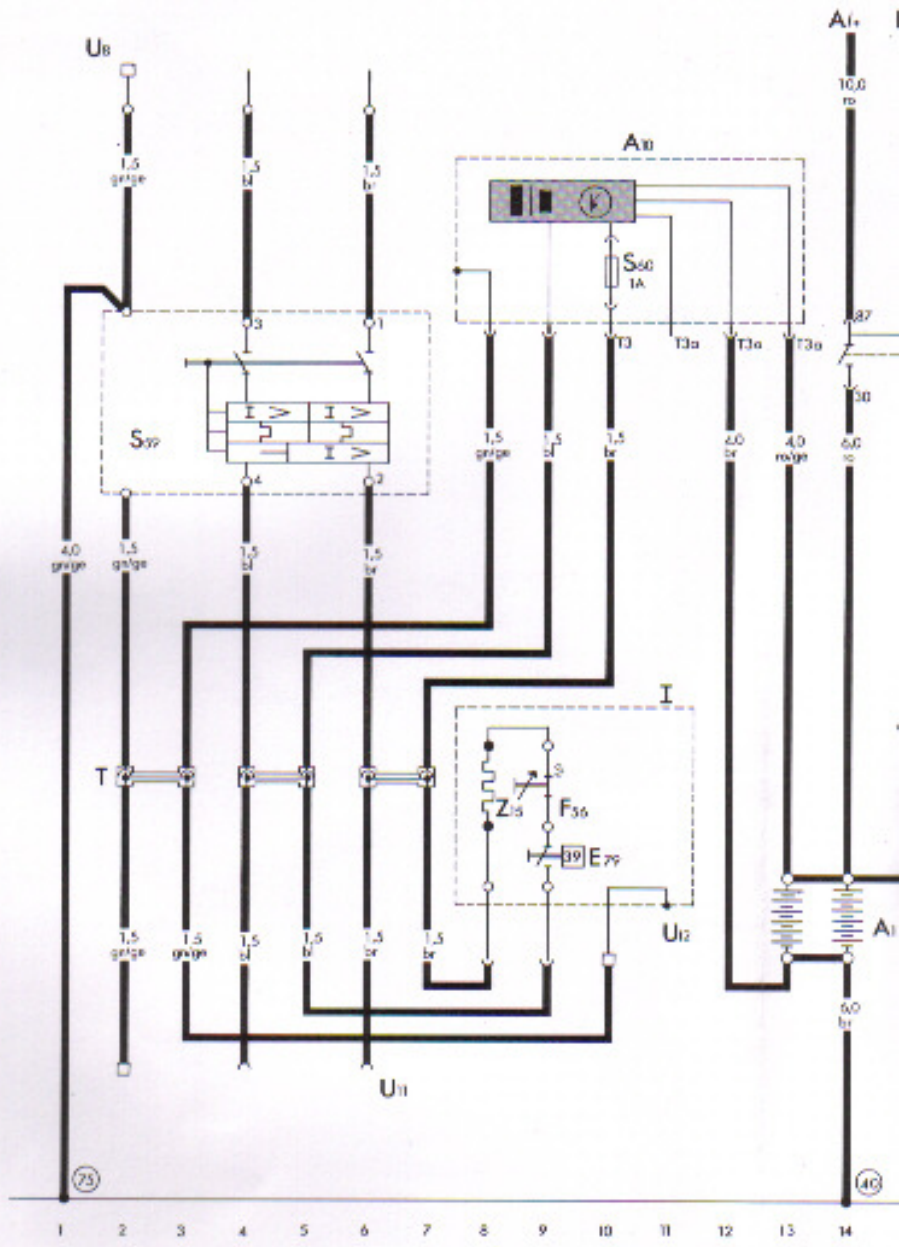 U8
A1+
1,5
gn/ge
1,5
bl
1,5
br
10,0
ro
A10
S60
1A
3
1
T3
T3a
T3a
T3a
87
30
S59
4
2
1,5
gn/ge
1,5
bl
1,5
br
6,0
br
4,0
ro/ge
6,0
ro
4,0
gn/ge
1,5
gn/ge
1,5
bl
1,5
br
I
T
3
Z15
F56
39
E79
U12
A1
1,5
gn/ge
1,5
gn/ge
1,5
bl
1,5
bl
1,5
br
1,5
br
6,0
br
U11
75
140
1 2 3 4 5 6 7 8 9 10 11 12 13 14